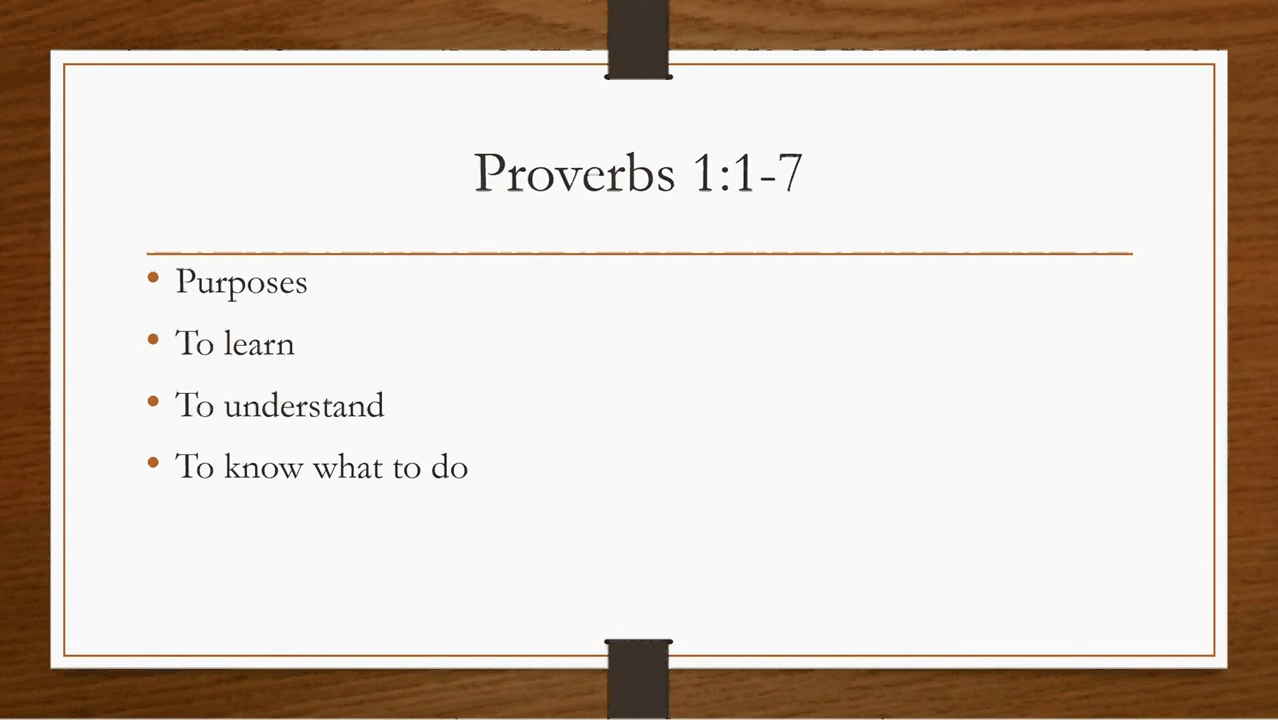 Proverbs 1:1-7
• Purposes
• To learn
• To understand
• To know what to do